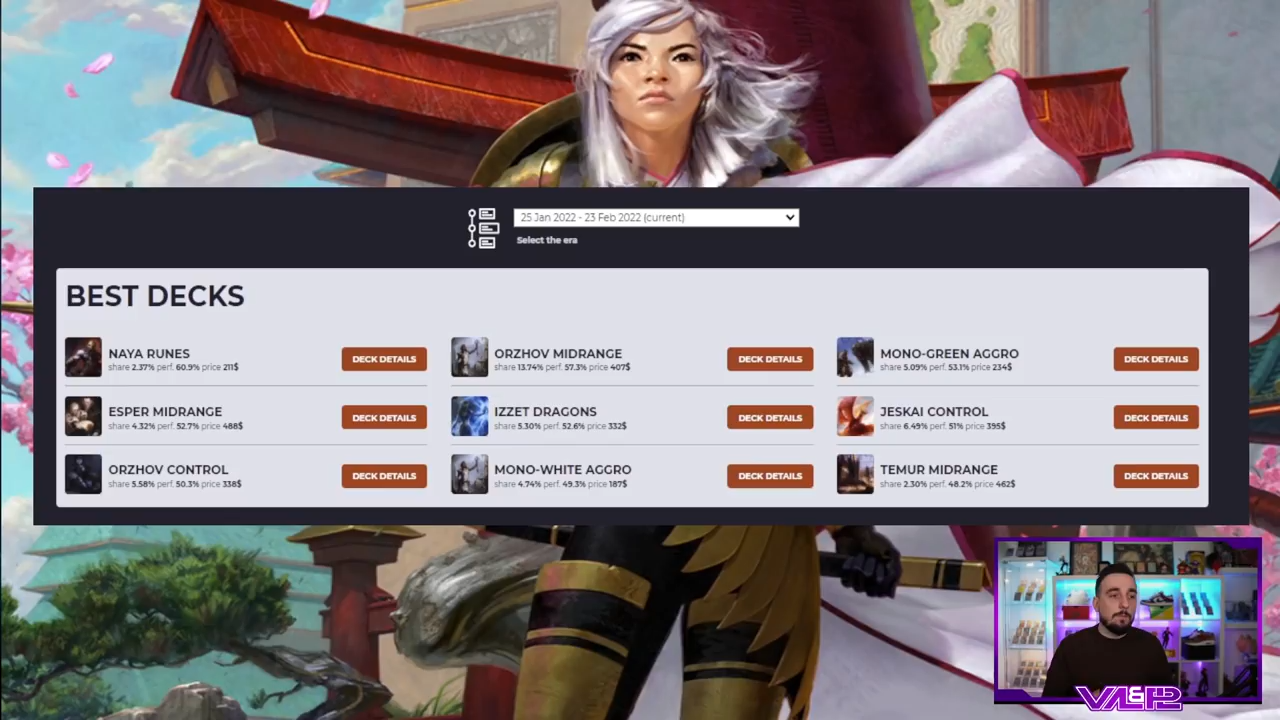 25 Jan 2022 - 23 Feb 2022 (current)
Select the era
BEST DECKS
NAYA RUNES
share 2.37% perf. 60.9% price 211$
DECK DETAILS
ORZHOV MIDRANGE
share 13.74% perf. 57.3% price 407$
DECK DETAILS
MONO-GREEN AGGRO
share 5.09% perf. 53.1% price 234$
DECK DETAILS
ESPER MIDRANGE
share 4.32% perf. 52.7% price 488$
DECK DETAILS
IZZET DRAGONS
share 5.30% perf. 52.6% price 332$
DECK DETAILS
JESKAI CONTROL
share 6.49% perf. 51% price 395$
DECK DETAILS
ORZHOV CONTROL
share 5.58% perf. 50.3% price 338$
DECK DETAILS
MONO-WHITE AGGRO
share 4.74% perf. 49.3% price 187$
DECK DETAILS
TEMUR MIDRANGE
share 2.30% perf. 48.2% price 462$
DECK DETAILS